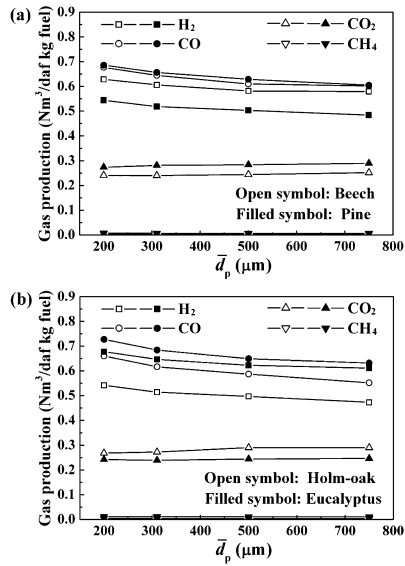 (a)
H2 CO2
CO CH4
Gas production (Nm3/daf kg fuel)
0.9
0.8
0.7
0.6
0.5
0.4
0.3
0.2
0.1
0.0
Open symbol: Beech
Filled symbol: Pine
200 300 400 500 600 700 800
d̄p (μm)
(b)
H2 CO2
CO CH4
Gas production (Nm3/daf kg fuel)
0.9
0.8
0.7
0.6
0.5
0.4
0.3
0.2
0.1
0.0
Open symbol: Holm-oak
Filled symbol: Eucalyptus
200 300 400 500 600 700 800
d̄p (μm)